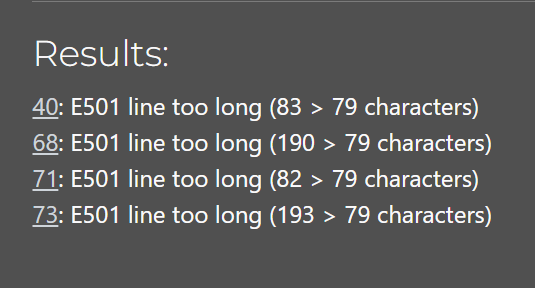 Results:
40: E501 line too long (83 > 79 characters)
68: E501 line too long (190 > 79 characters)
71: E501 line too long (82 > 79 characters)
73: E501 line too long (193 > 79 characters)